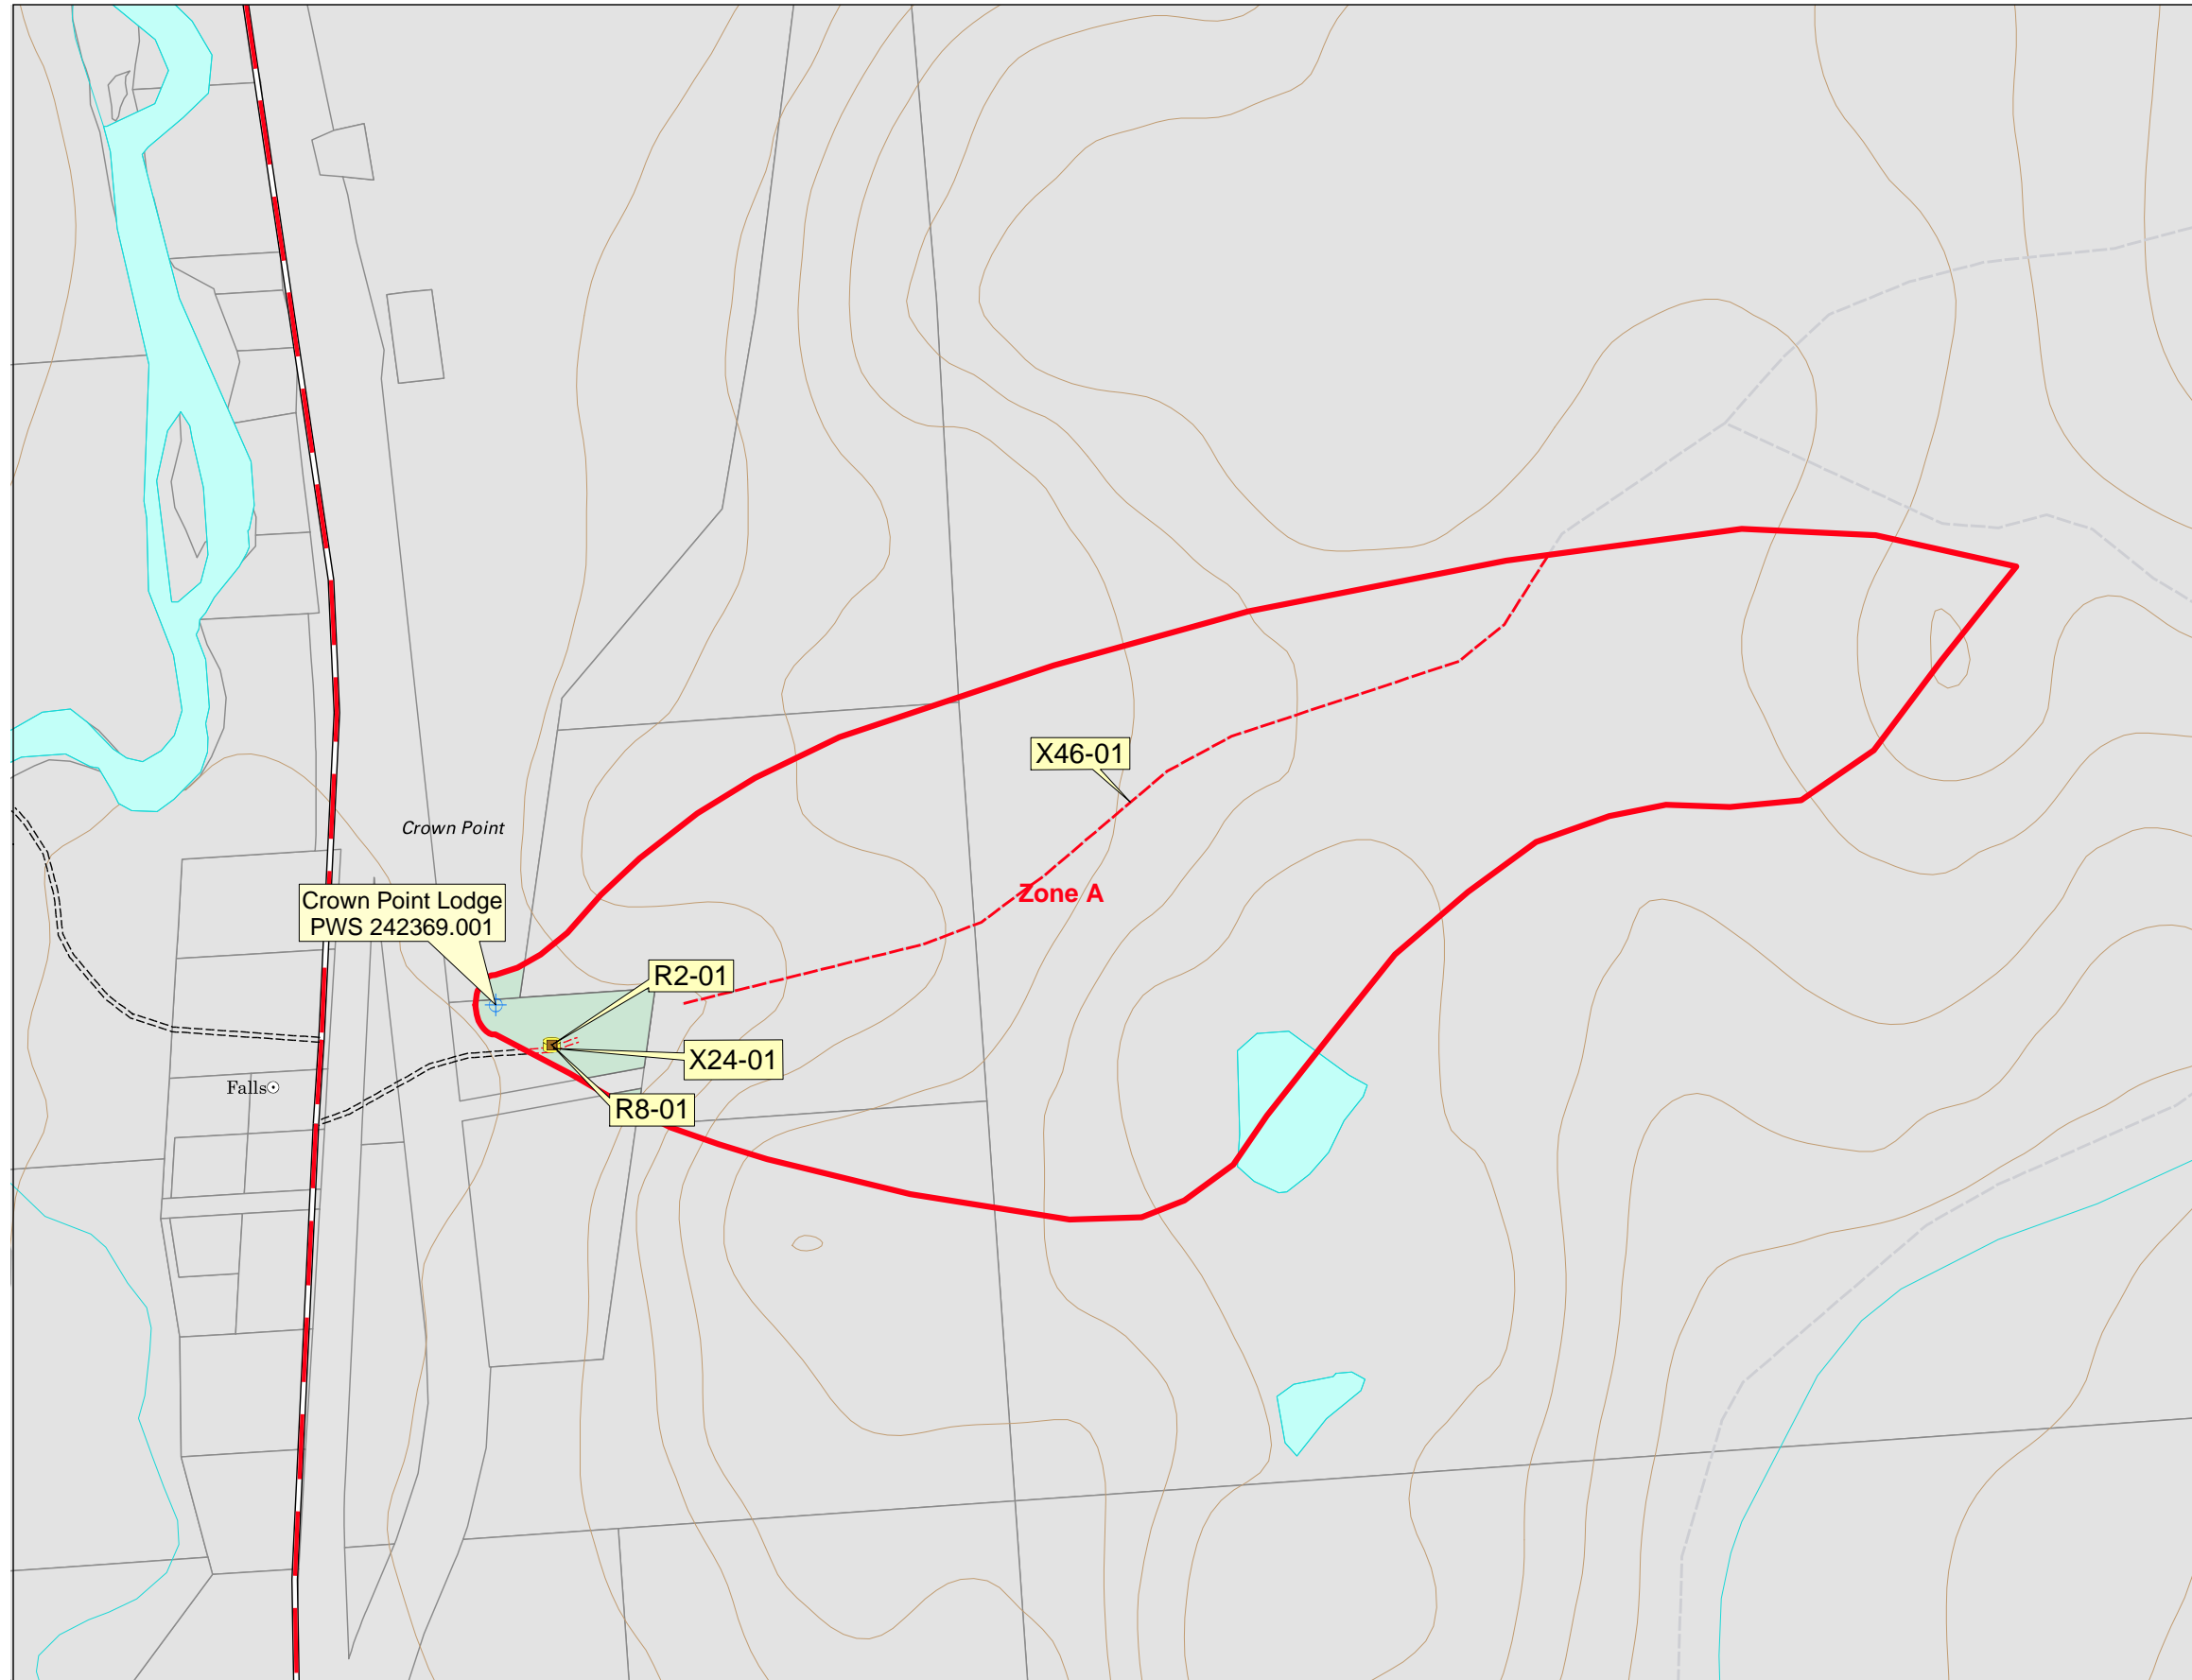 X46-01
Crown Point
Zone A
Crown Point Lodge
PWS 242369.001
R2-01
X24-01
Falls
R8-01